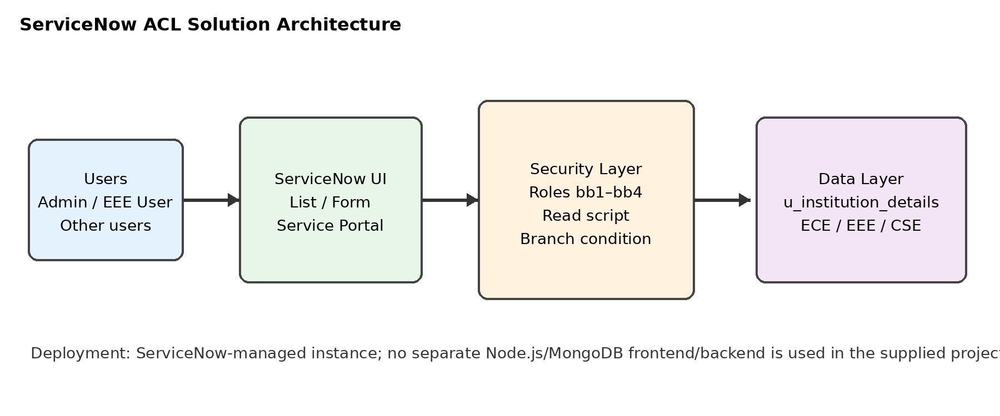 ServiceNow ACL Solution Architecture
Users
Admin / EEE User
Other users
ServiceNow UI
List / Form
Service Portal
Security Layer
Roles bb1–bb4
Read script
Branch condition
Data Layer
u_institution_details
ECE / EEE / CSE
Deployment: ServiceNow-managed instance; no separate Node.js/MongoDB frontend/backend is used in the supplied project